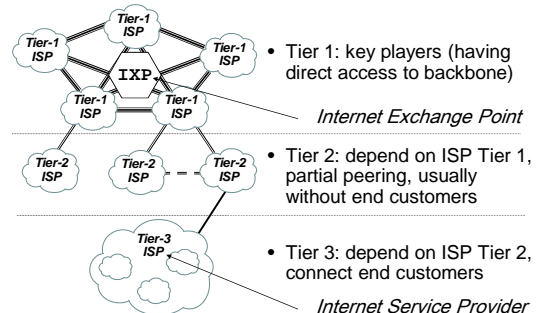 Tier-1
ISP
Tier-1
ISP
Tier-1
ISP
IXP
Tier-1
ISP
Tier-1
ISP
• Tier 1: key players (having
direct access to backbone)
Internet Exchange Point
Tier-2
ISP
Tier-2
ISP
Tier-2
ISP
• Tier 2: depend on ISP Tier 1,
partial peering, usually
without end customers
Tier-3
ISP
• Tier 3: depend on ISP Tier 2,
connect end customers
Internet Service Provider